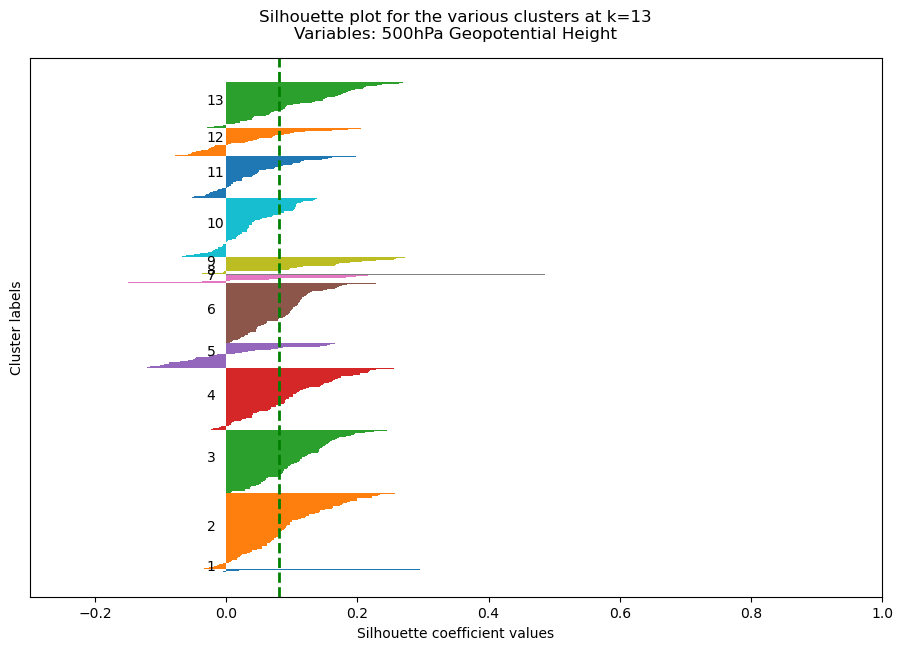 Silhouette plot for the various clusters at k=13
Variables: 500hPa Geopotential Height
Cluster labels
13
12
11
10
9
8
7
6
5
4
3
2
1
−0.2 0.0 0.2 0.4 0.6 0.8 1.0
Silhouette coefficient values